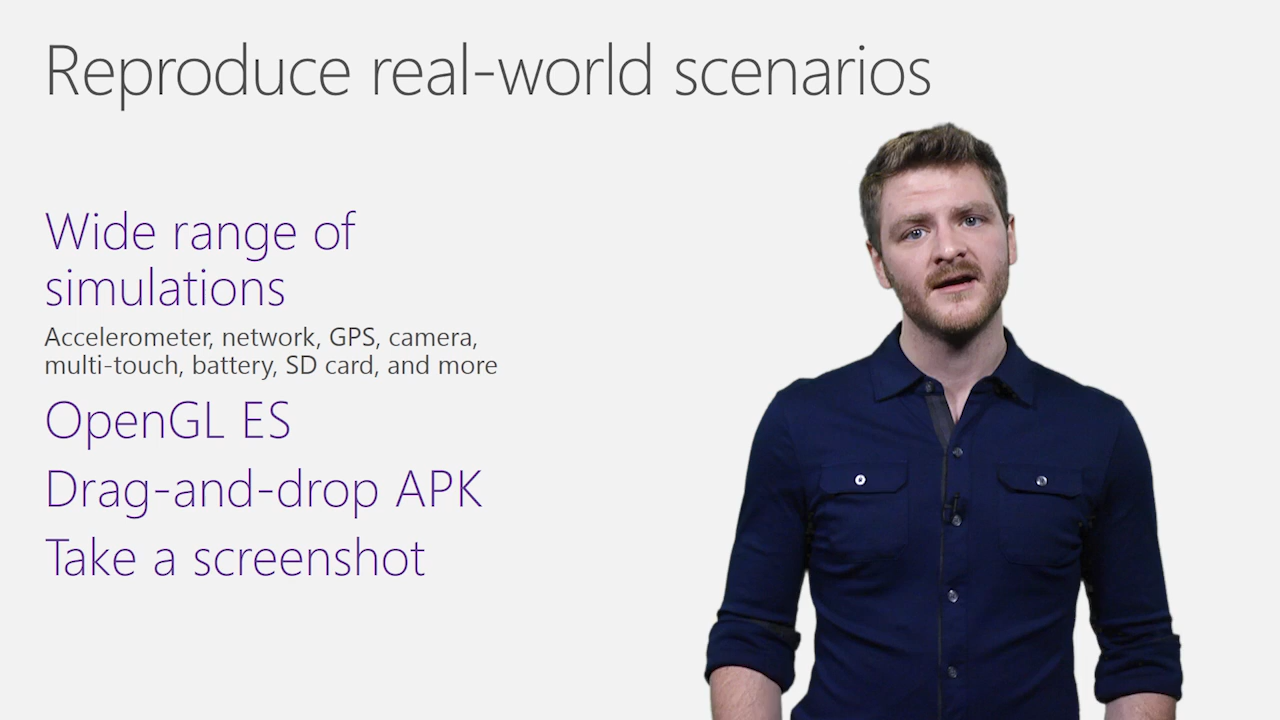 Reproduce real-world scenarios
Wide range of
simulations
Accelerometer, network, GPS, camera,
multi-touch, battery, SD card, and more
OpenGL ES
Drag-and-drop APK
Take a screenshot